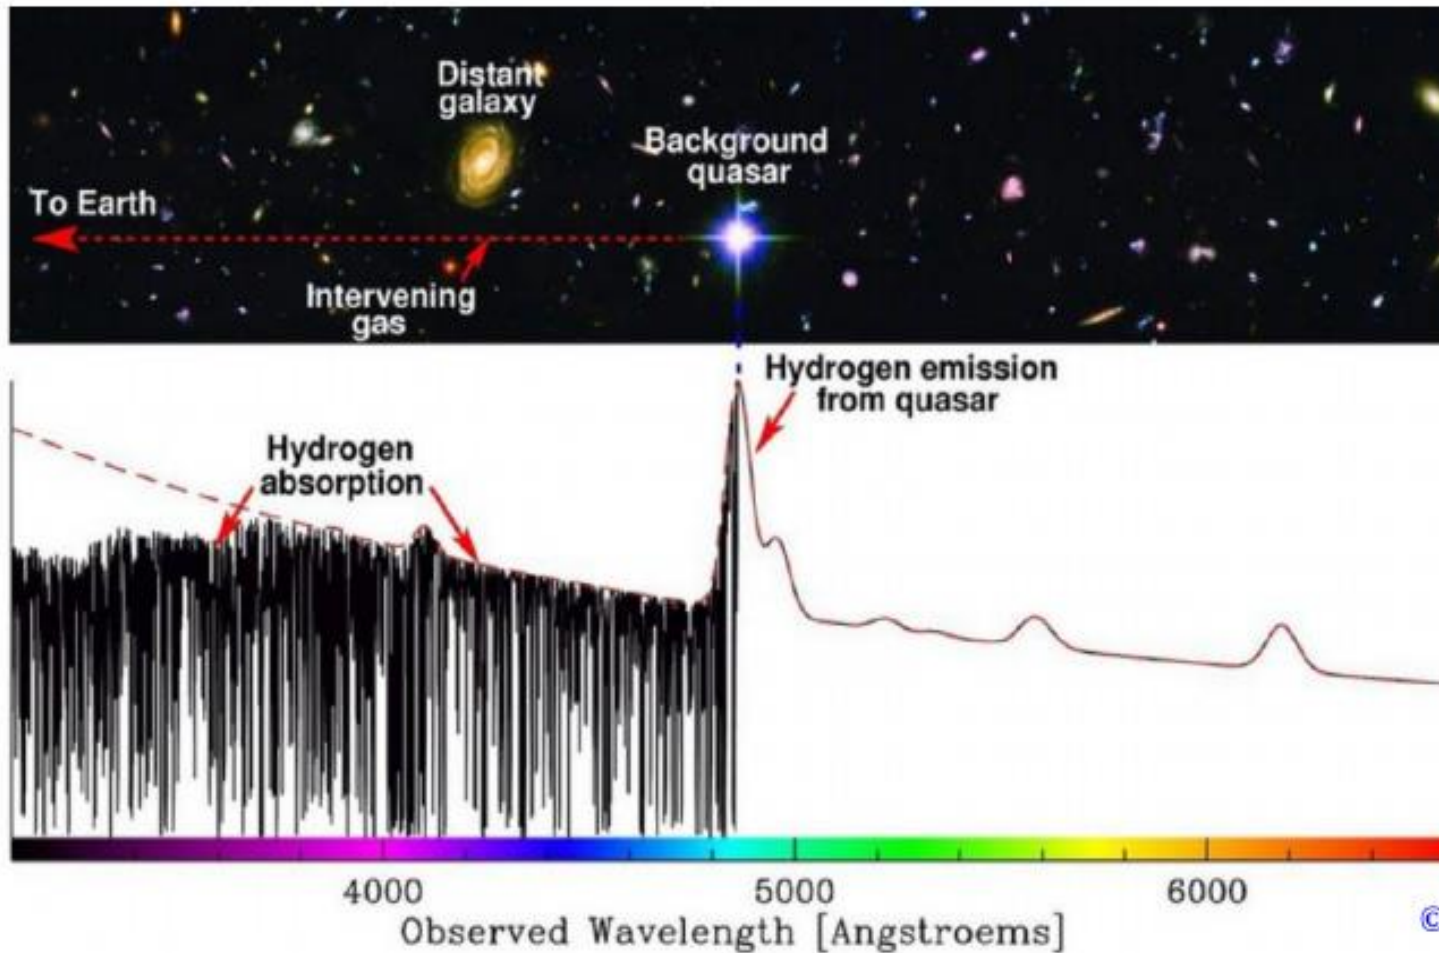 Distant
galaxy
Background
quasar
To Earth
Intervening
gas
Hydrogen emission
from quasar
Hydrogen
absorption
4000
5000
6000
Observed Wavelength [Angstroems]
©